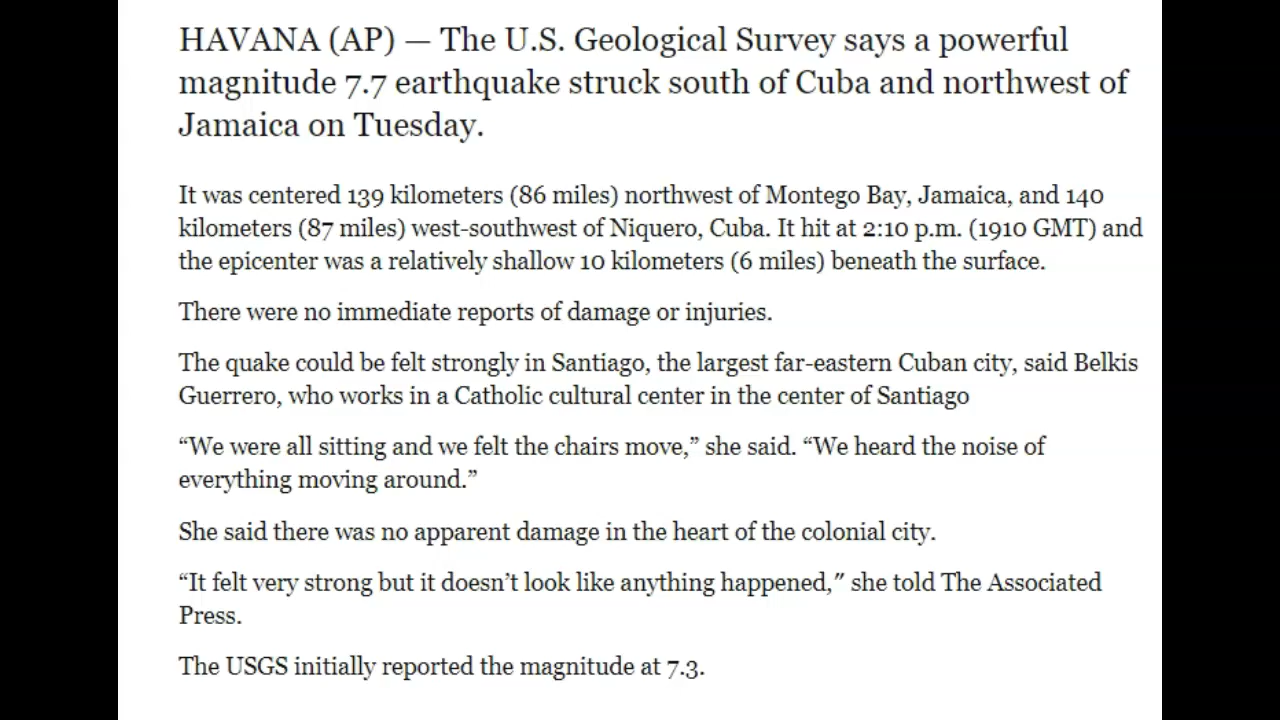 HAVANA (AP) — The U.S. Geological Survey says a powerful
magnitude 7.7 earthquake struck south of Cuba and northwest of
Jamaica on Tuesday.
It was centered 139 kilometers (86 miles) northwest of Montego Bay, Jamaica, and 140
kilometers (87 miles) west-southwest of Niquero, Cuba. It hit at 2:10 p.m. (1910 GMT) and
the epicenter was a relatively shallow 10 kilometers (6 miles) beneath the surface.
There were no immediate reports of damage or injuries.
The quake could be felt strongly in Santiago, the largest far-eastern Cuban city, said Belkis
Guerrero, who works in a Catholic cultural center in the center of Santiago
“We were all sitting and we felt the chairs move,” she said. “We heard the noise of
everything moving around.”
She said there was no apparent damage in the heart of the colonial city.
“It felt very strong but it doesn’t look like anything happened,″ she told The Associated
Press.
The USGS initially reported the magnitude at 7.3.